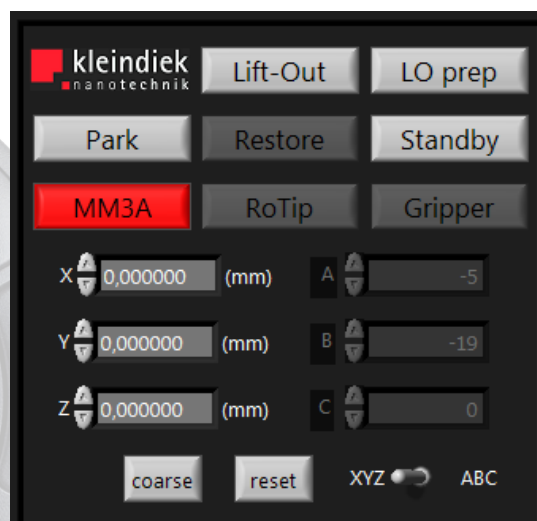 kleindiek
nanotechnik
Lift-Out
LO prep
Park
Restore
Standby
MM3A
RoTip
Gripper
X 0,000000 (mm) A -5
Y 0,000000 (mm) B -19
Z 0,000000 (mm) C 0
coarse reset XYZ ABC